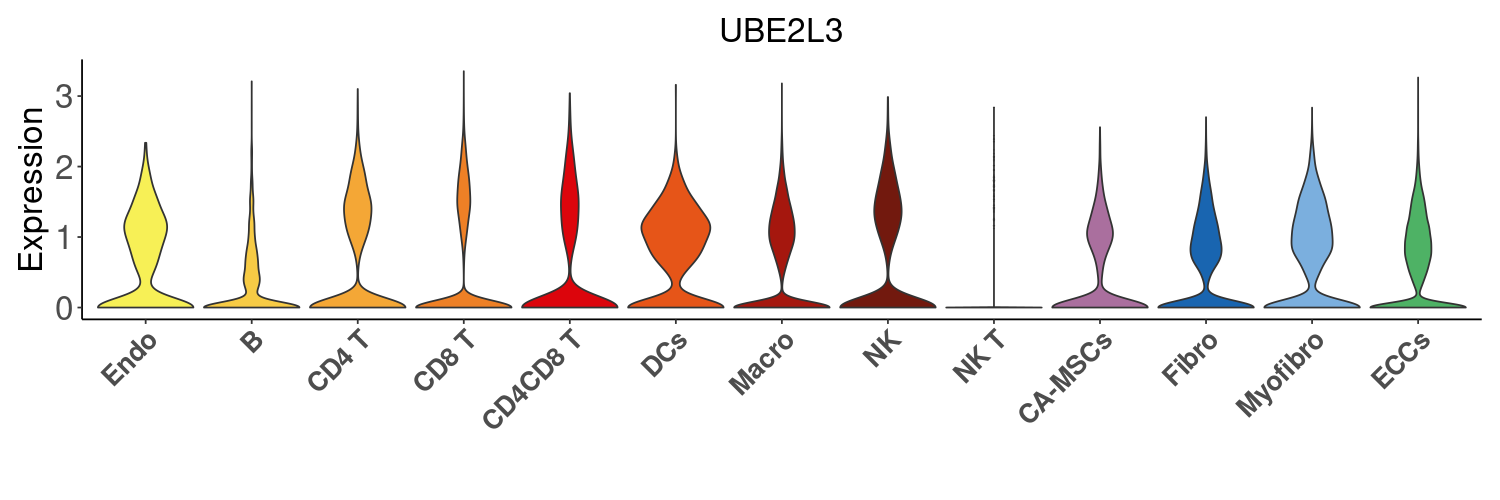 UBE2L3
Expression
3
2
1
0
Endo
B
CD4 T
CD8 T
CD4CD8 T
DCs
Macro
NK
NK T
CA-MSCs
Fibro
Myofibro
ECCs